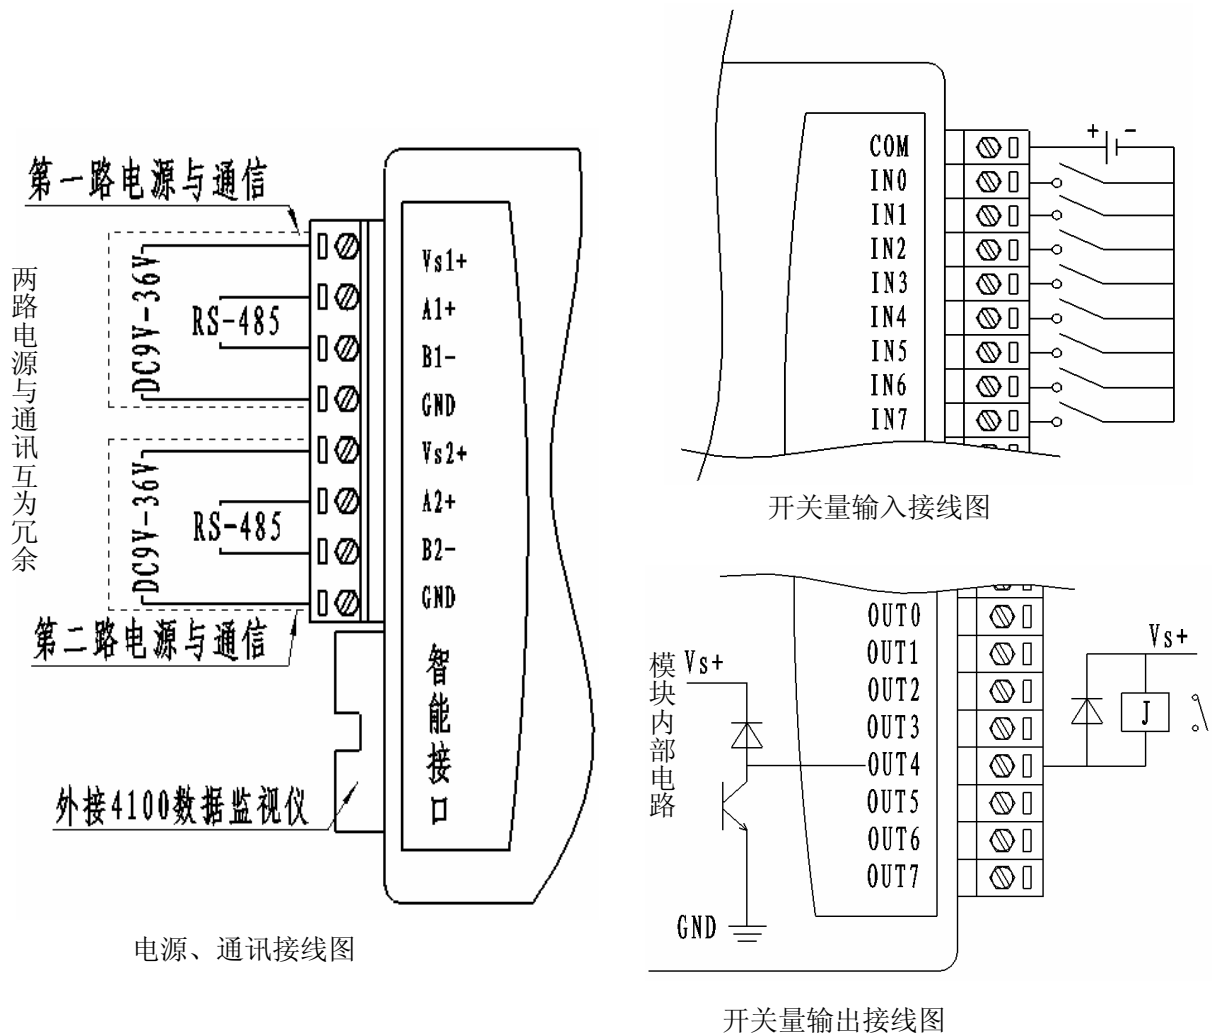 第一路电源与通信
两路电源与通讯互为冗余
DC9V-36V
RS-485
DC9V-36V
RS-485
第二路电源与通信
外接4100数据监视仪
Vs1+
A1+
B1-
GND
Vs2+
A2+
B2-
GND
智能接口
电源、通讯接线图
+ -
COM
IN0
IN1
IN2
IN3
IN4
IN5
IN6
IN7
开关量输入接线图
模块内部电路
Vs+
GND
OUT0
OUT1
OUT2
OUT3
OUT4
OUT5
OUT6
OUT7
Vs+
J
开关量输出接线图